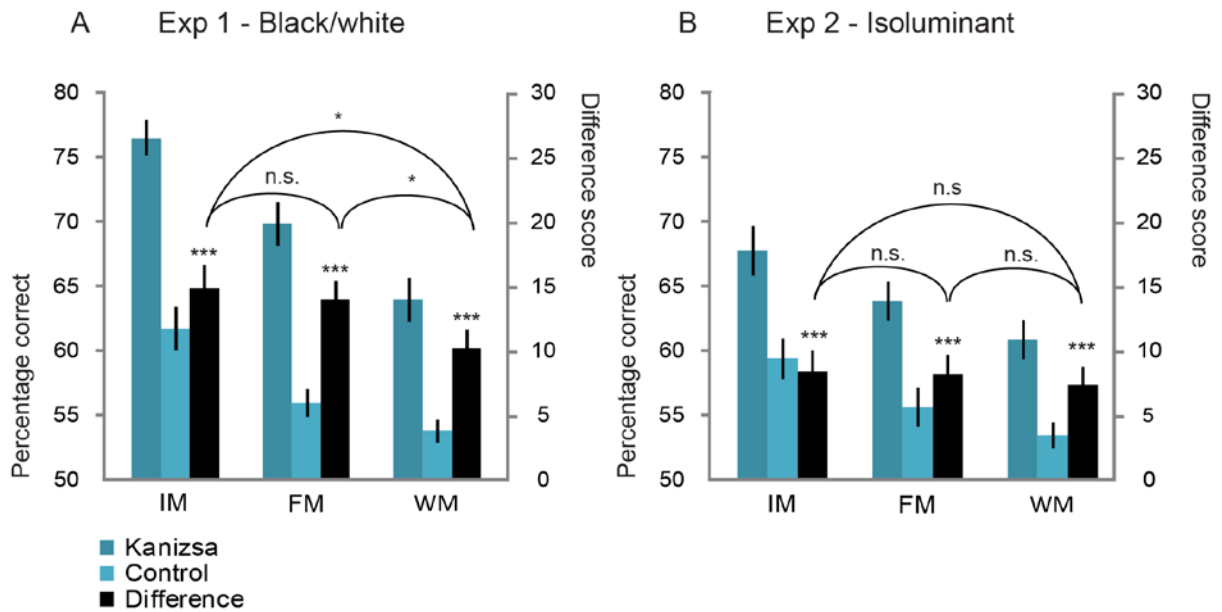 A Exp 1 - Black/white
B Exp 2 - Isoluminant
Percentage correct
80
75
70
65
60
55
50
*
n.s.
*
***
***
***
30
25
20
15
10
5
0
Difference score
IM FM WM
Percentage correct
80
75
70
65
60
55
50
n.s
n.s.
n.s.
***
***
***
30
25
20
15
10
5
0
Difference score
IM FM WM
Kanizsa
Control
Difference